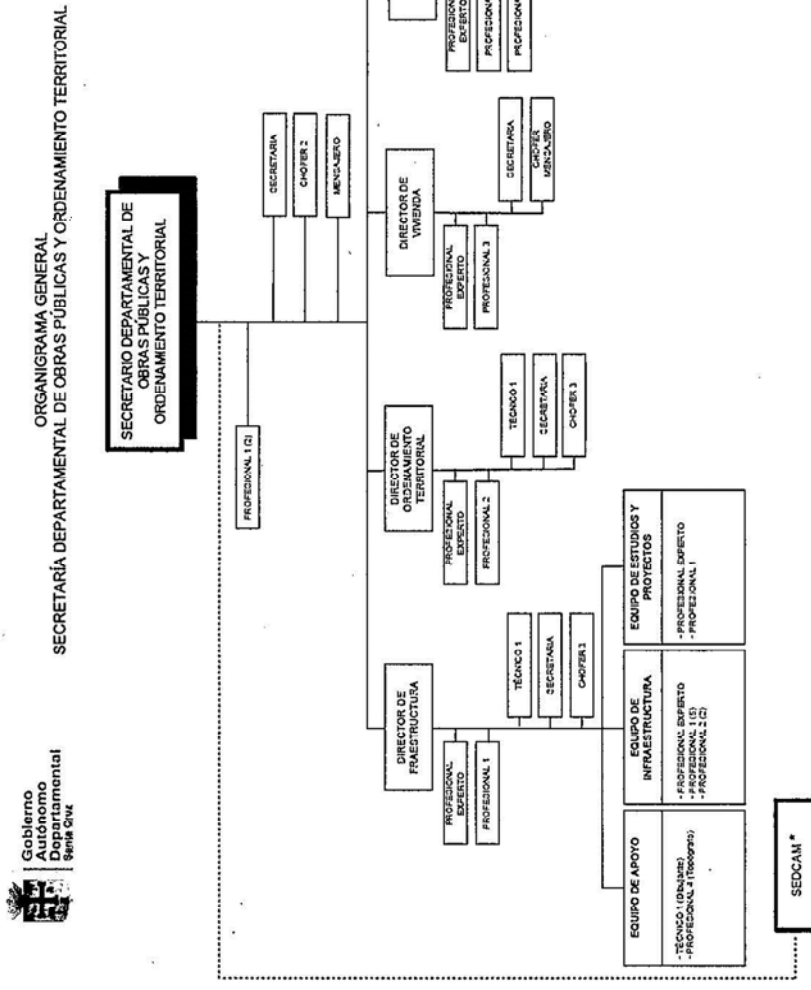 Gobierno
Autónomo
Departamental
Santa Cruz
ORGANIGRAMA GENERAL
SECRETARÍA DEPARTAMENTAL DE OBRAS PÚBLICAS Y ORDENAMIENTO TERRITORIAL
SECRETARIO DEPARTAMENTAL DE
OBRAS PÚBLICAS Y
ORDENAMIENTO TERRITORIAL
PROFESIONAL 1 (2)
SECRETARIA
CHOFER 2
MENSAJERO
DIRECTOR DE
FRAESTRUCTURA
PROFESIONAL
EXPERTO
PROFESIONAL 1
TÉCNICO 1
SECRETARIA
CHOFER 3
DIRECTOR DE
ORDENAMIENTO
TERRITORIAL
PROFESIONAL
EXPERTO
PROFESIONAL 2
TÉCNICO 1
SECRETARIA
CHOFER 3
DIRECTOR DE
VIVIENDA
PROFESIONAL
EXPERTO
PROFESIONAL 3
SECRETARIA
CHOFER
MENSAJERO
PROFESION
EXPERTO
PROFESIONA
PROFESIONA
EQUIPO DE APOYO
- TÉCNICO 1 (Dibujante)
- PROFESIONAL 4 (Topografo)
EQUIPO DE
INFRAESTRUCTURA
- PROFESIONAL EXPERTO
- PROFESIONAL 1 (5)
- PROFESIONAL 2 (2)
EQUIPO DE ESTUDIOS Y
PROYECTOS
- PROFESIONAL EXPERTO
- PROFESIONAL 1
SEDCAM *